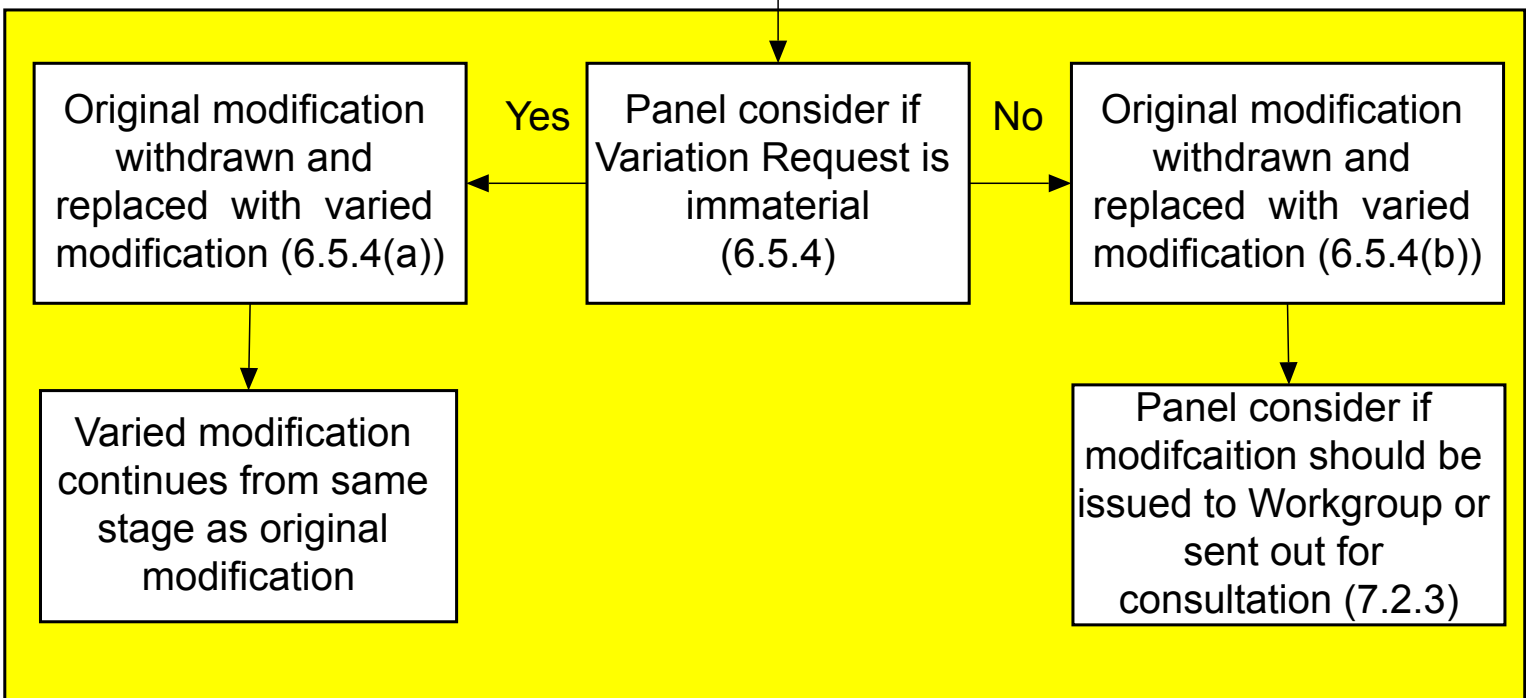 Original modification
withdrawn and
replaced with varied
modification (6.5.4(a))
Yes
Panel consider if
Variation Request is
immaterial
(6.5.4)
No
Original modification
withdrawn and
replaced with varied
modification (6.5.4(b))
Varied modification
continues from same
stage as original
modification
Panel consider if
modifcaition should be
issued to Workgroup or
sent out for
consultation (7.2.3)